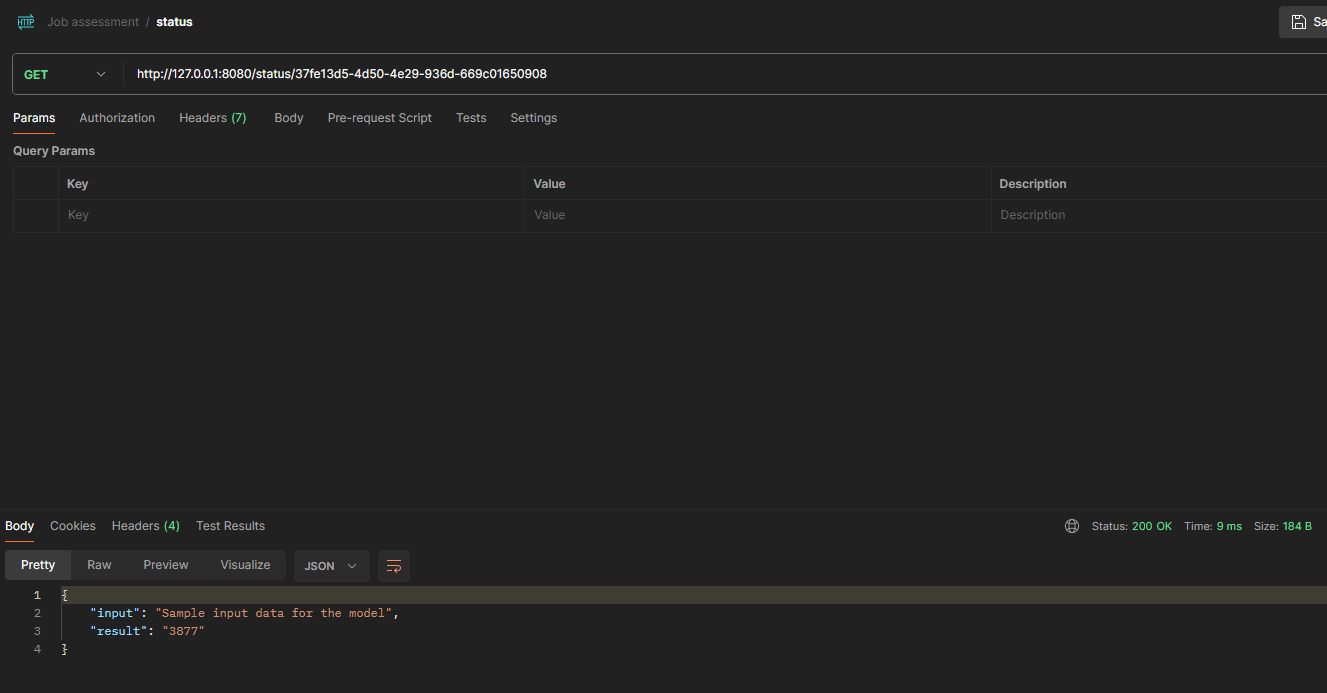 HTTP Job assessment / status
Sa
GET http://127.0.0.1:8080/status/37fe13d5-4d50-4e29-936d-669c01650908
Params Authorization Headers (7) Body Pre-request Script Tests Settings
Query Params
Key Value Description
Key Value Description
Body Cookies Headers (4) Test Results Status: 200 OK Time: 9 ms Size: 184 B
Pretty Raw Preview Visualize JSON
1 {
2 "input": "Sample input data for the model",
3 "result": "3877"
4 }